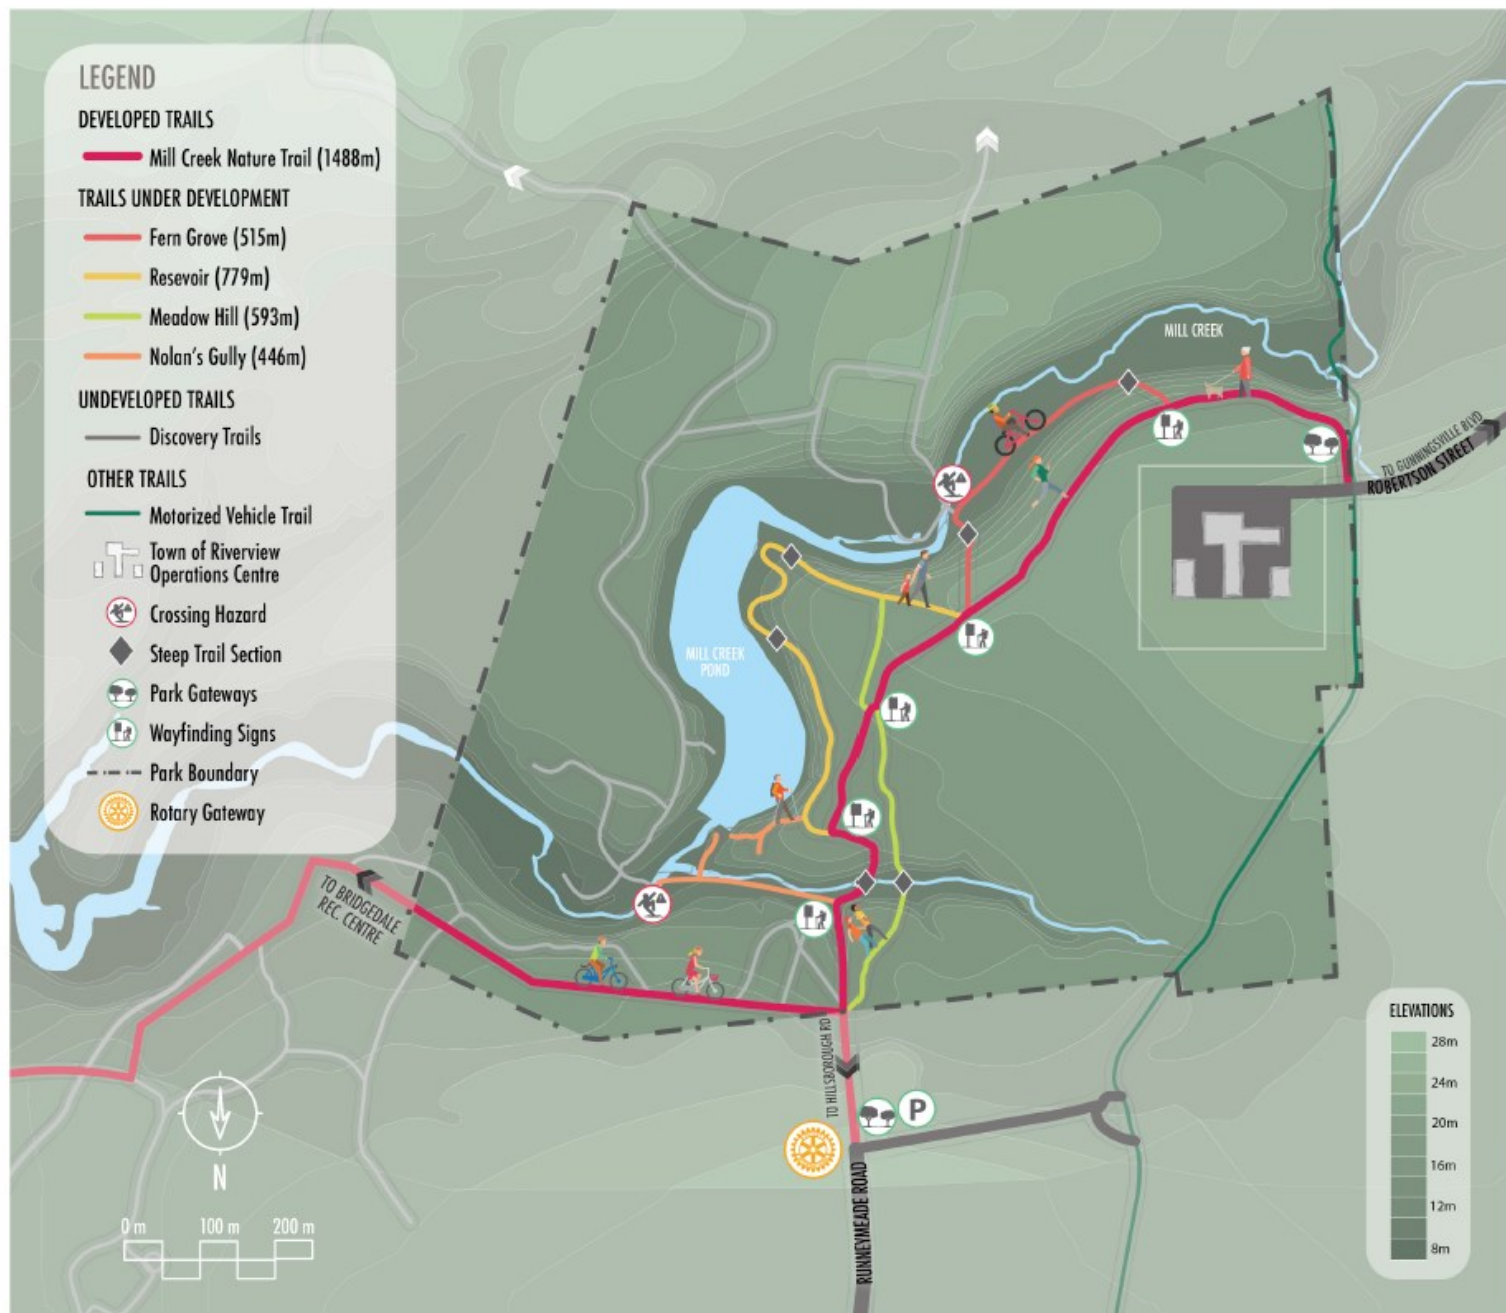 LEGEND
DEVELOPED TRAILS
Mill Creek Nature Trail (1488m)
TRAILS UNDER DEVELOPMENT
Fern Grove (515m)
Resevoir (779m)
Meadow Hill (593m)
Nolan's Gully (446m)
UNDEVELOPED TRAILS
Discovery Trails
OTHER TRAILS
Motorized Vehicle Trail
Town of Riverview
Operations Centre
Crossing Hazard
Steep Trail Section
Park Gateways
Wayfinding Signs
Park Boundary
Rotary Gateway
MILL CREEK
TO GUNNINGSVILLE BLVD
ROBERTSON STREET
MILL CREEK
POND
TO BRIDGEDALE
REC. CENTRE
TO HILLSBOROUGH RD
P
RUNNEYMEADE ROAD
N
0 m 100 m 200 m
ELEVATIONS
28m
24m
20m
16m
12m
8m